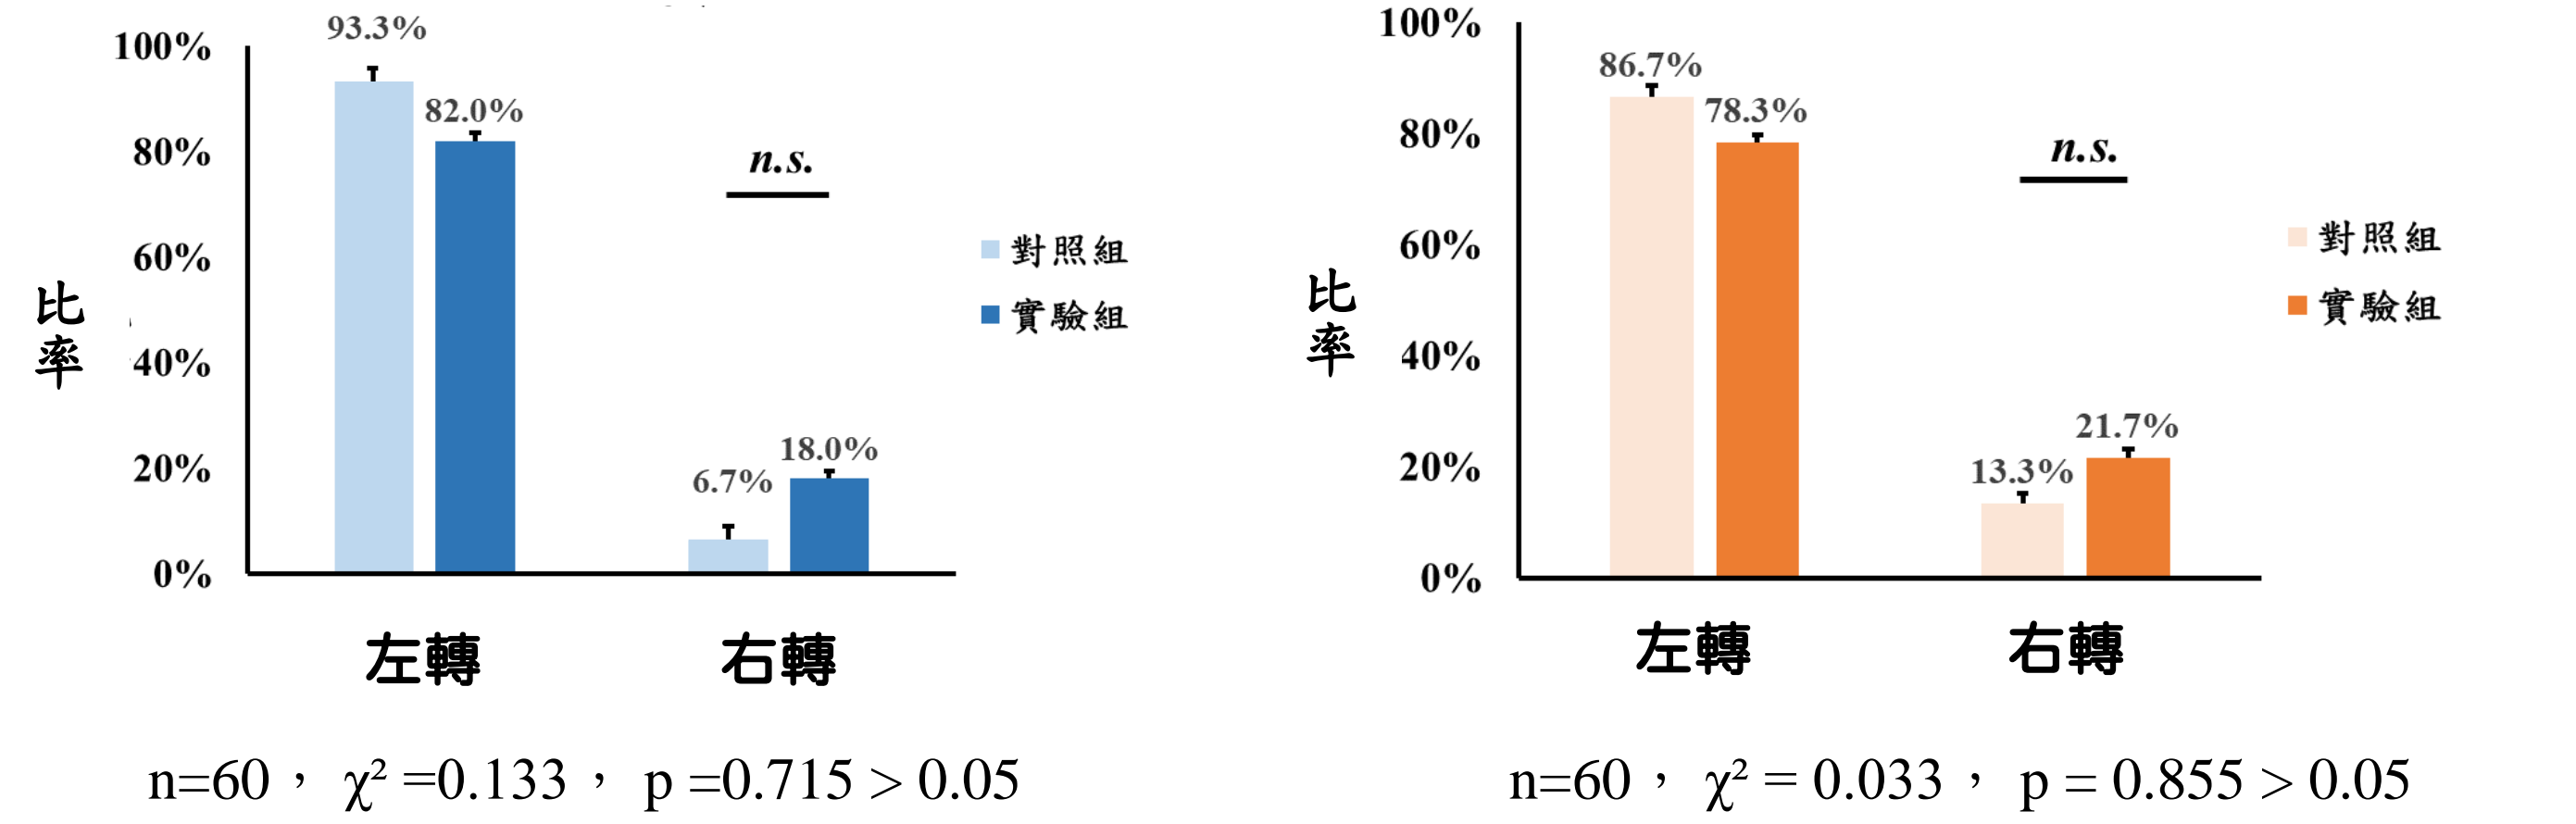 93.3%
100%
82.0%
80%
n.s.
60%
40%
20%
0%
18.0%
6.7%
比率
對照組
實驗組
左轉
右轉
n=60，χ² =0.133，p =0.715 > 0.05
100%
86.7%
78.3%
80%
n.s.
60%
40%
20%
0%
21.7%
13.3%
比率
對照組
實驗組
左轉
右轉
n=60，χ² = 0.033，p = 0.855 > 0.05